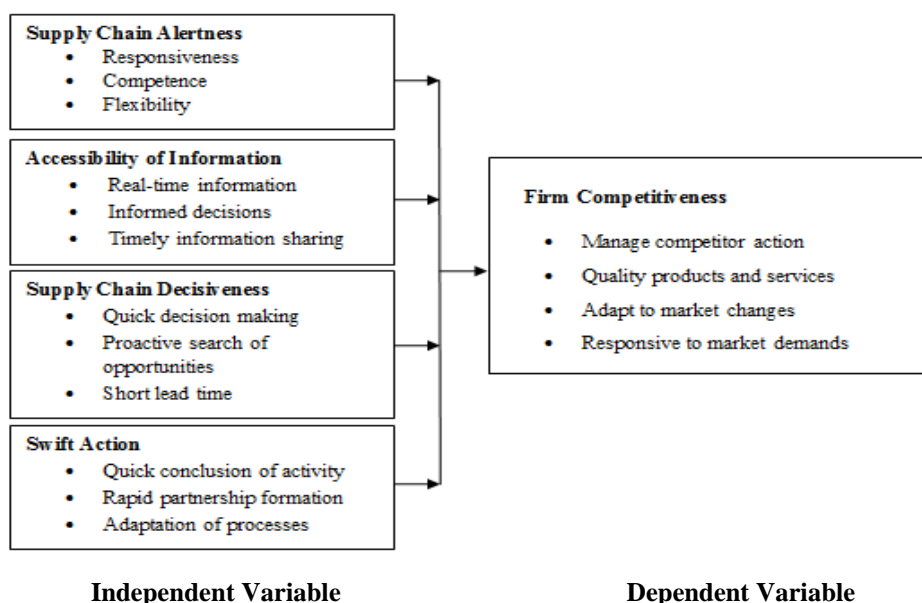 Supply Chain Alertness
• Responsiveness
• Competence
• Flexibility
Accessibility of Information
• Real-time information
• Informed decisions
• Timely information sharing
Supply Chain Decisiveness
• Quick decision making
• Proactive search of
opportunities
• Short lead time
Swift Action
• Quick conclusion of activity
• Rapid partnership formation
• Adaptation of processes
Firm Competitiveness
• Manage competitor action
• Quality products and services
• Adapt to market changes
• Responsive to market demands
Independent Variable
Dependent Variable